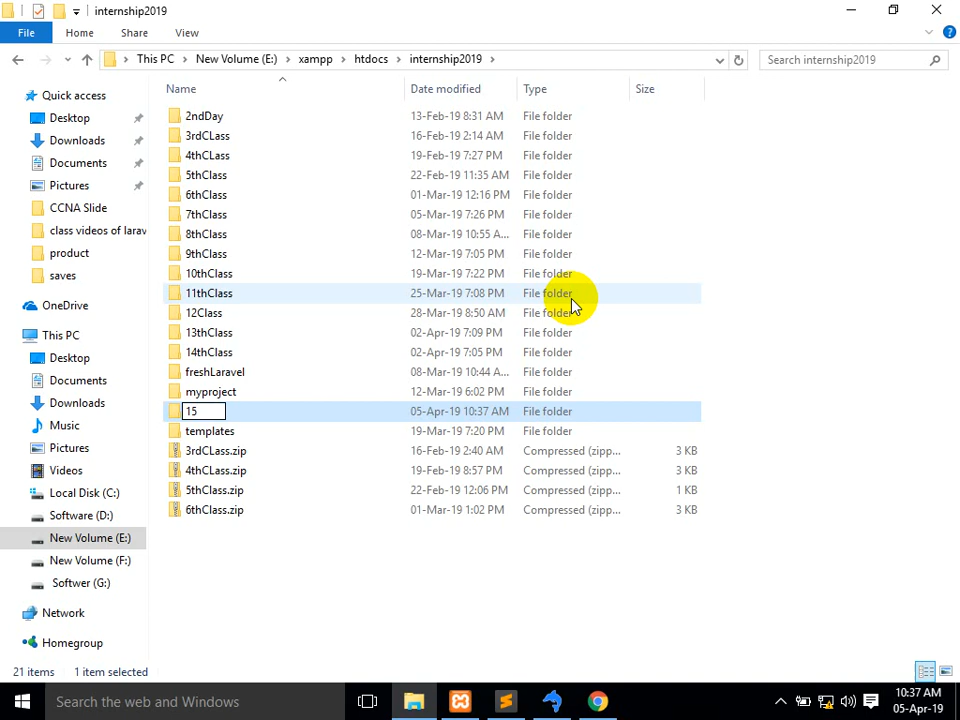 internship2019
File Home Share View
This PC New Volume (E:) xampp htdocs internship2019
Search internship2019
Name Date modified Type Size
Quick access
Desktop
Downloads
Documents
Pictures
CCNA Slide
class videos of larav
product
saves
OneDrive
This PC
Desktop
Documents
Downloads
Music
Pictures
Videos
Local Disk (C:)
Software (D:)
New Volume (E:)
New Volume (F:)
Softwer (G:)
Network
Homegroup
2ndDay 13-Feb-19 8:31 AM File folder
3rdCLass 16-Feb-19 2:14 AM File folder
4thCLass 19-Feb-19 7:27 PM File folder
5thClass 22-Feb-19 11:35 AM File folder
6thClass 01-Mar-19 12:16 PM File folder
7thClass 05-Mar-19 7:26 PM File folder
8thClass 08-Mar-19 10:55 A... File folder
9thClass 12-Mar-19 7:05 PM File folder
10thClass 19-Mar-19 7:22 PM File folder
11thClass 25-Mar-19 7:08 PM File folder
12Class 28-Mar-19 8:50 AM File folder
13thClass 02-Apr-19 7:09 PM File folder
14thClass 02-Apr-19 7:05 PM File folder
freshLaravel 08-Mar-19 10:44 A... File folder
myproject 12-Mar-19 6:02 PM File folder
15 05-Apr-19 10:37 AM File folder
templates 19-Mar-19 7:20 PM File folder
3rdCLass.zip 16-Feb-19 2:40 AM Compressed (zipp... 3 KB
4thCLass.zip 19-Feb-19 8:57 PM Compressed (zipp... 3 KB
5thClass.zip 22-Feb-19 12:06 PM Compressed (zipp... 1 KB
6thClass.zip 01-Mar-19 1:02 PM Compressed (zipp... 3 KB
21 items 1 item selected
Search the web and Windows
10:37 AM
05-Apr-19